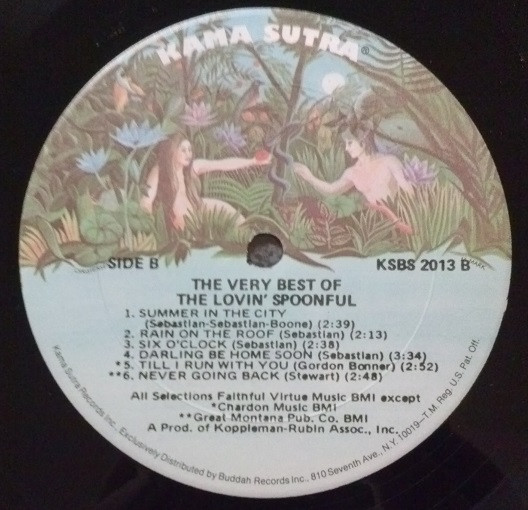 KAMA SUTRA®
SIDE B
KSBS 2013 B
THE VERY BEST OF
THE LOVIN' SPOONFUL
1. SUMMER IN THE CITY
(Sebastian-Sebastian-Boone) (2:39)
2. RAIN ON THE ROOF (Sebastian) (2:13)
3. SIX O'CLOCK (Sebastian) (2:38)
4. DARLING BE HOME SOON (Sebastian) (3:34)
*5. TILL I RUN WITH YOU (Gordon Bonner) (2:52)
**6. NEVER GOING BACK (Stewart) (2:48)
All Selections Faithful Virtue Music BMI except
*Chardon Music BMI
**Great Montana Pub. Co. BMI
A Prod. of Koppleman-Rubin Assoc., Inc.
Kama Sutra Records Inc., Exclusively Distributed by Buddah Records Inc., 810 Seventh Ave., N.Y. 10019—T.M. Reg. U.S. Pat. Off.